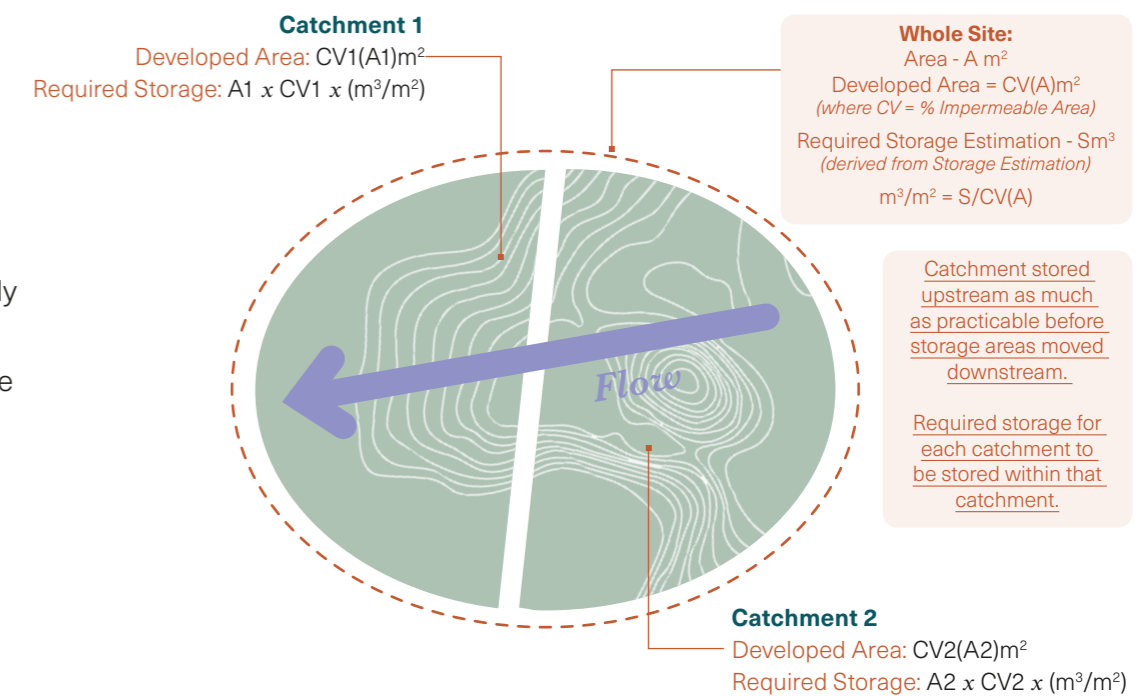 Catchment 1
Developed Area: CV1(A1)m²
Required Storage: A1 x CV1 x (m³/m²)
Whole Site:
Area - A m²
Developed Area = CV(A)m²
(where CV = % Impermeable Area)
Required Storage Estimation - Sm³
(derived from Storage Estimation)
m³/m² = S/CV(A)
ly
e
Catchment stored
upstream as much
as practicable before
storage areas moved
downstream.
Required storage for
each catchment to
be stored within that
catchment.
Flow
Catchment 2
Developed Area: CV2(A2)m²
Required Storage: A2 x CV2 x (m³/m²)